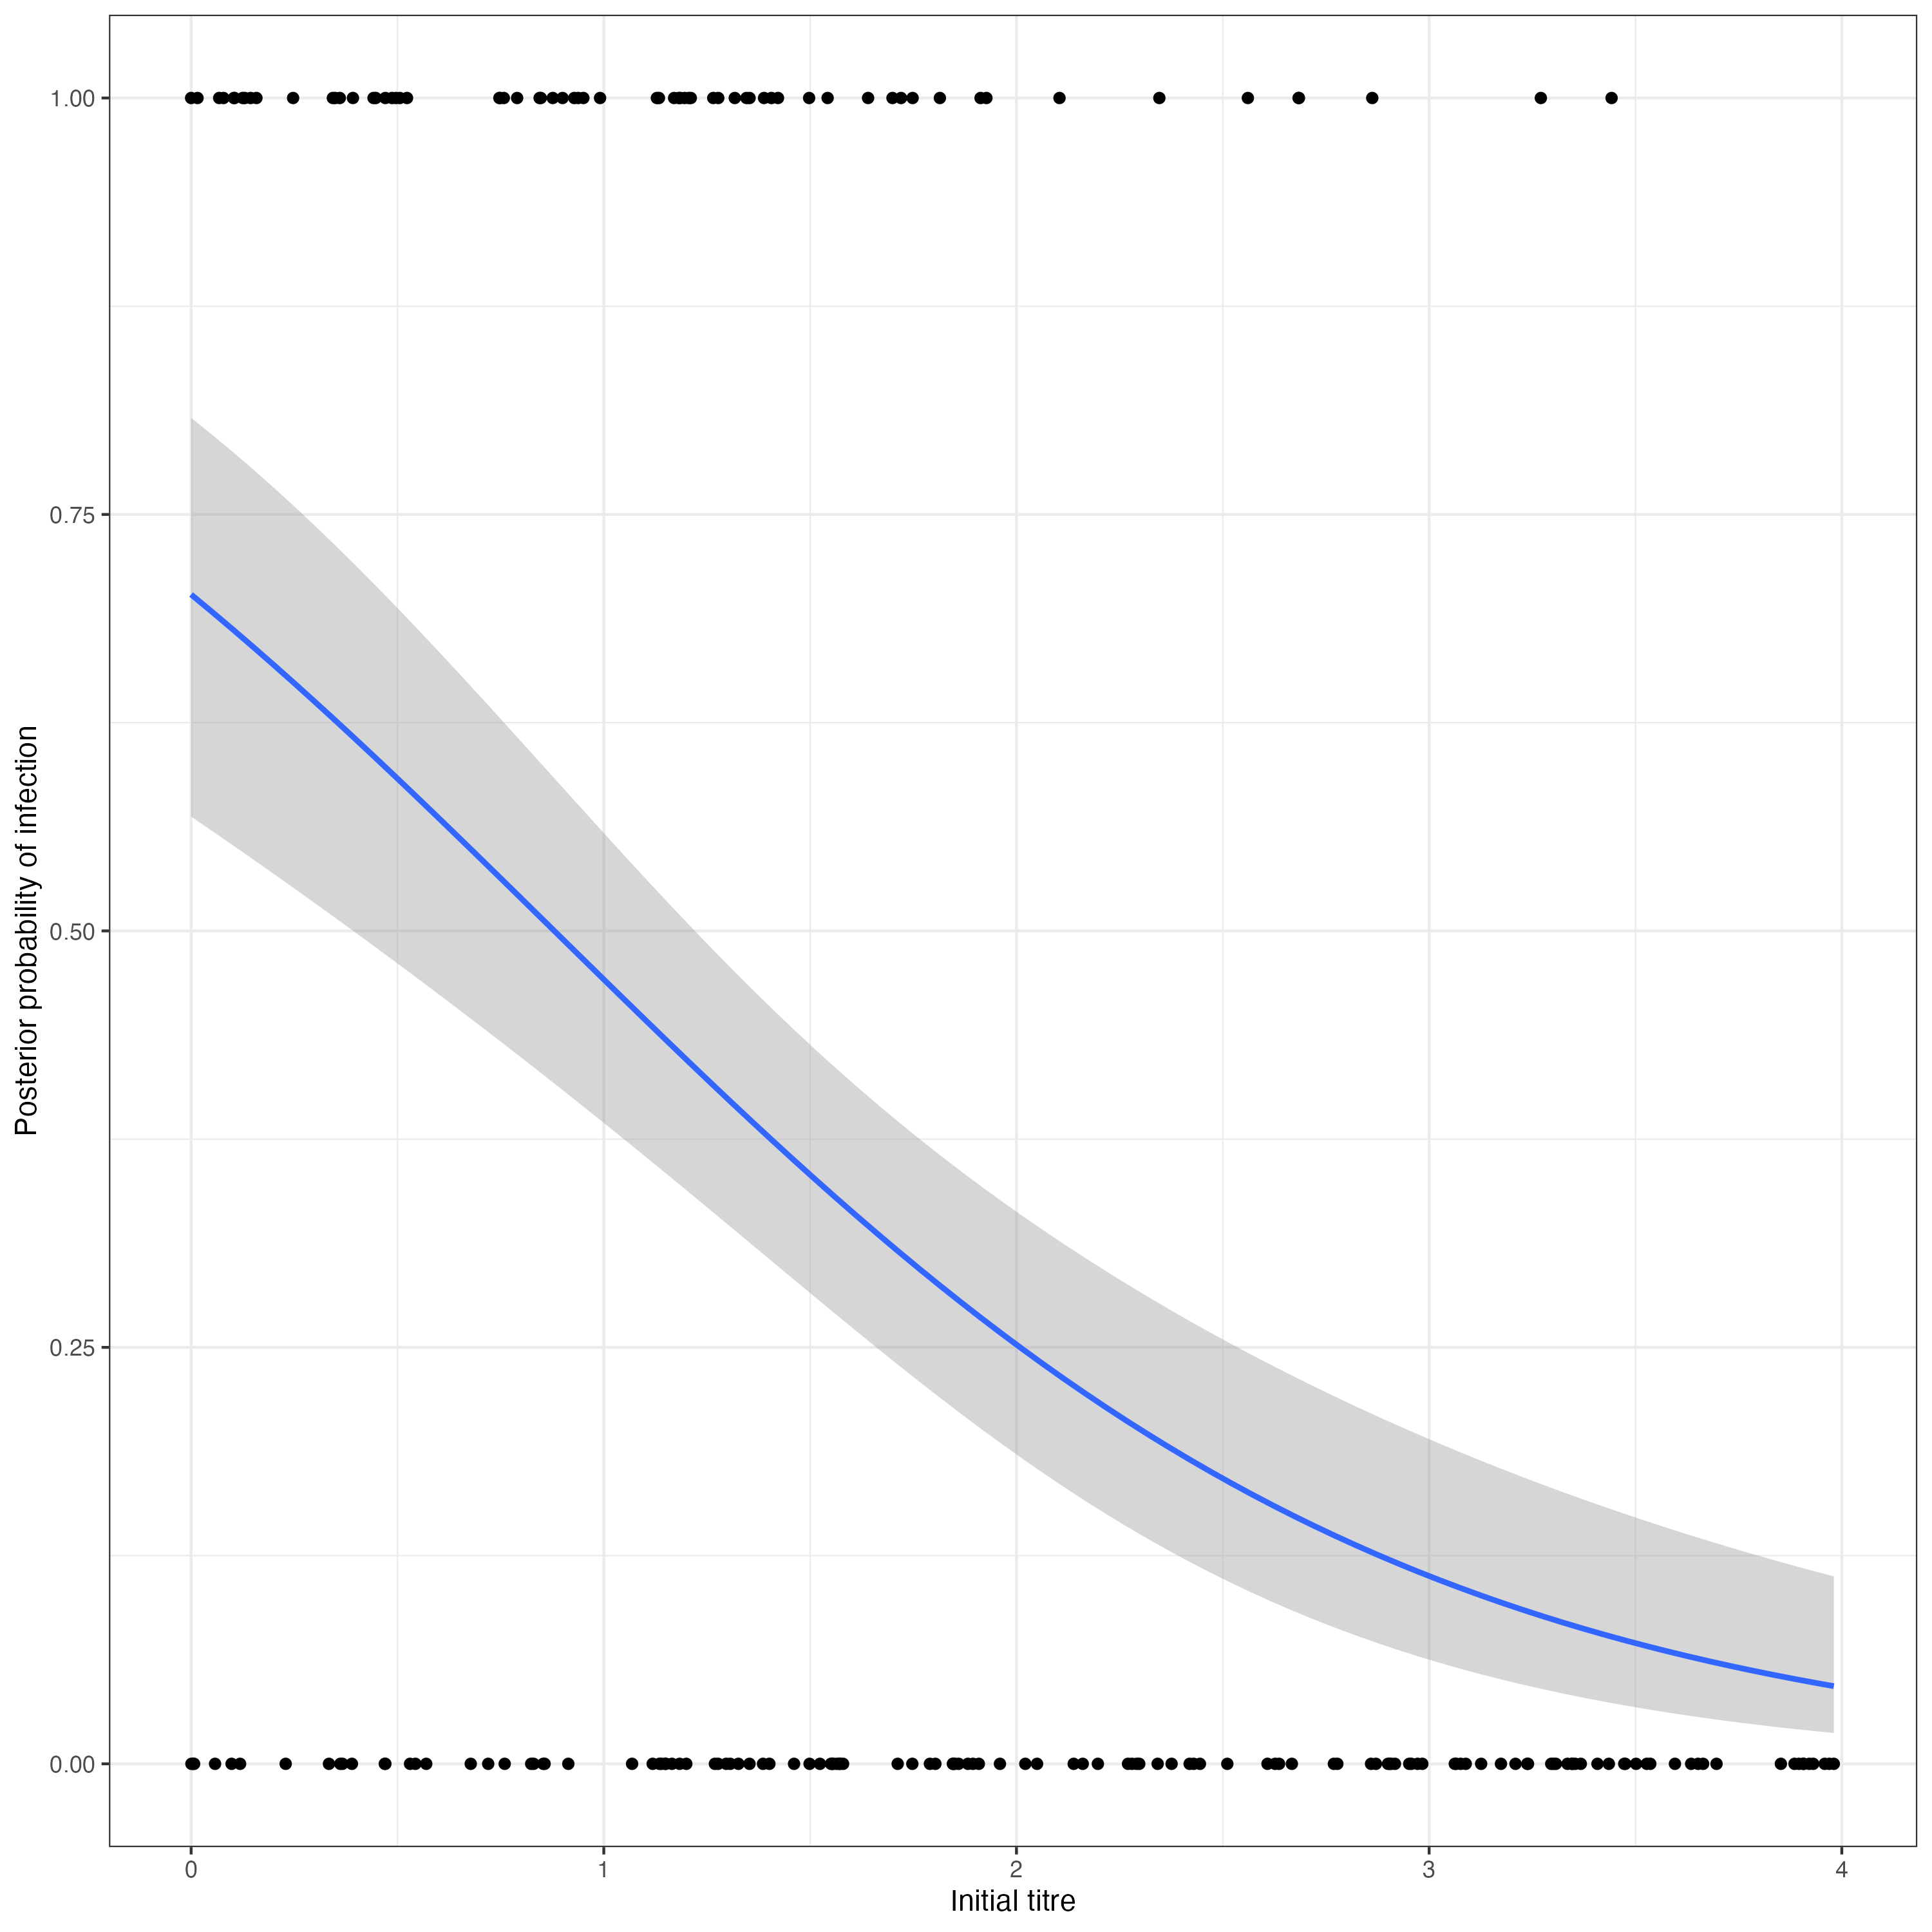 Posterior probability of infection
1.00
0.75
0.50
0.25
0.00
0 1 2 3 4
Initial titre